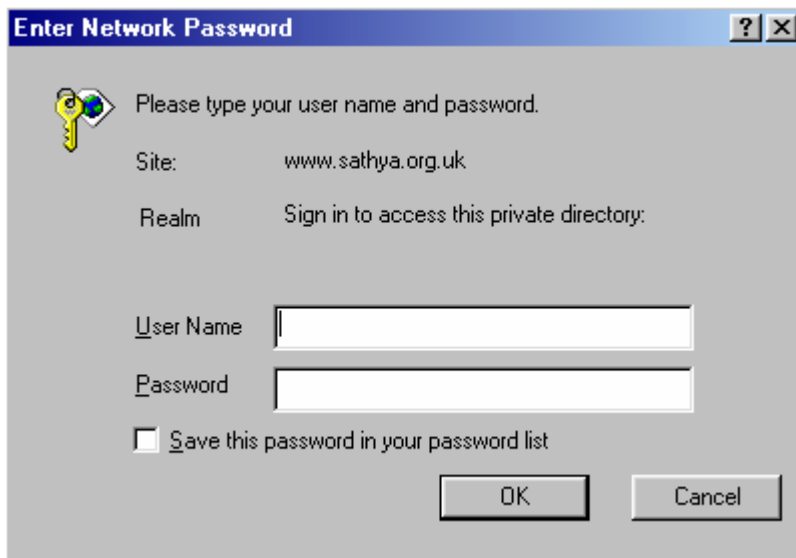 Enter Network Password
Please type your user name and password.
Site: www.sathya.org.uk
Realm Sign in to access this private directory:
User Name
Password
Save this password in your password list
OK Cancel